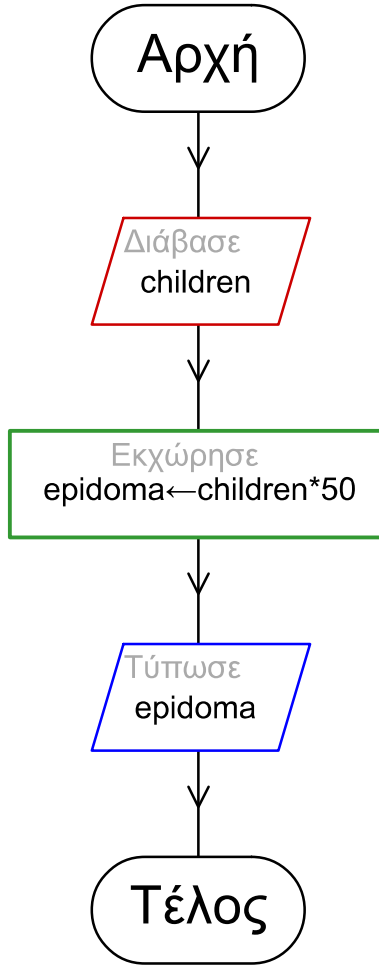 Αρχή
Διάβασε
children
Εκχώρησε
epidoma←children*50
Τύπωσε
epidoma
Τέλος